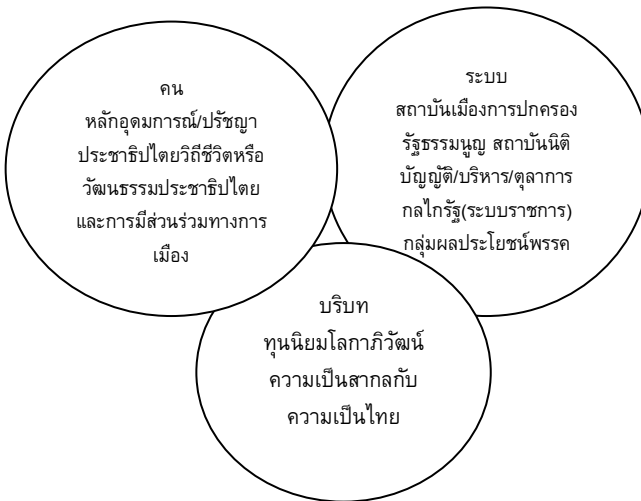 คน
หลักอุดมการณ์/ปรัชญา
ประชาธิปไตยวิถีชีวิตหรือ
วัฒนธรรมประชาธิปไตย
และการมีส่วนร่วมทางการ
เมือง
ระบบ
สถาบันเมืองการปกครอง
รัฐธรรมนูญ สถาบันนิติ
บัญญัติ/บริหาร/ตุลาการ
กลไกรัฐ(ระบบราชการ)
กลุ่มผลประโยชน์พรรค
บริบท
ทุนนิยมโลกาภิวัฒน์
ความเป็นสากลกับ
ความเป็นไทย